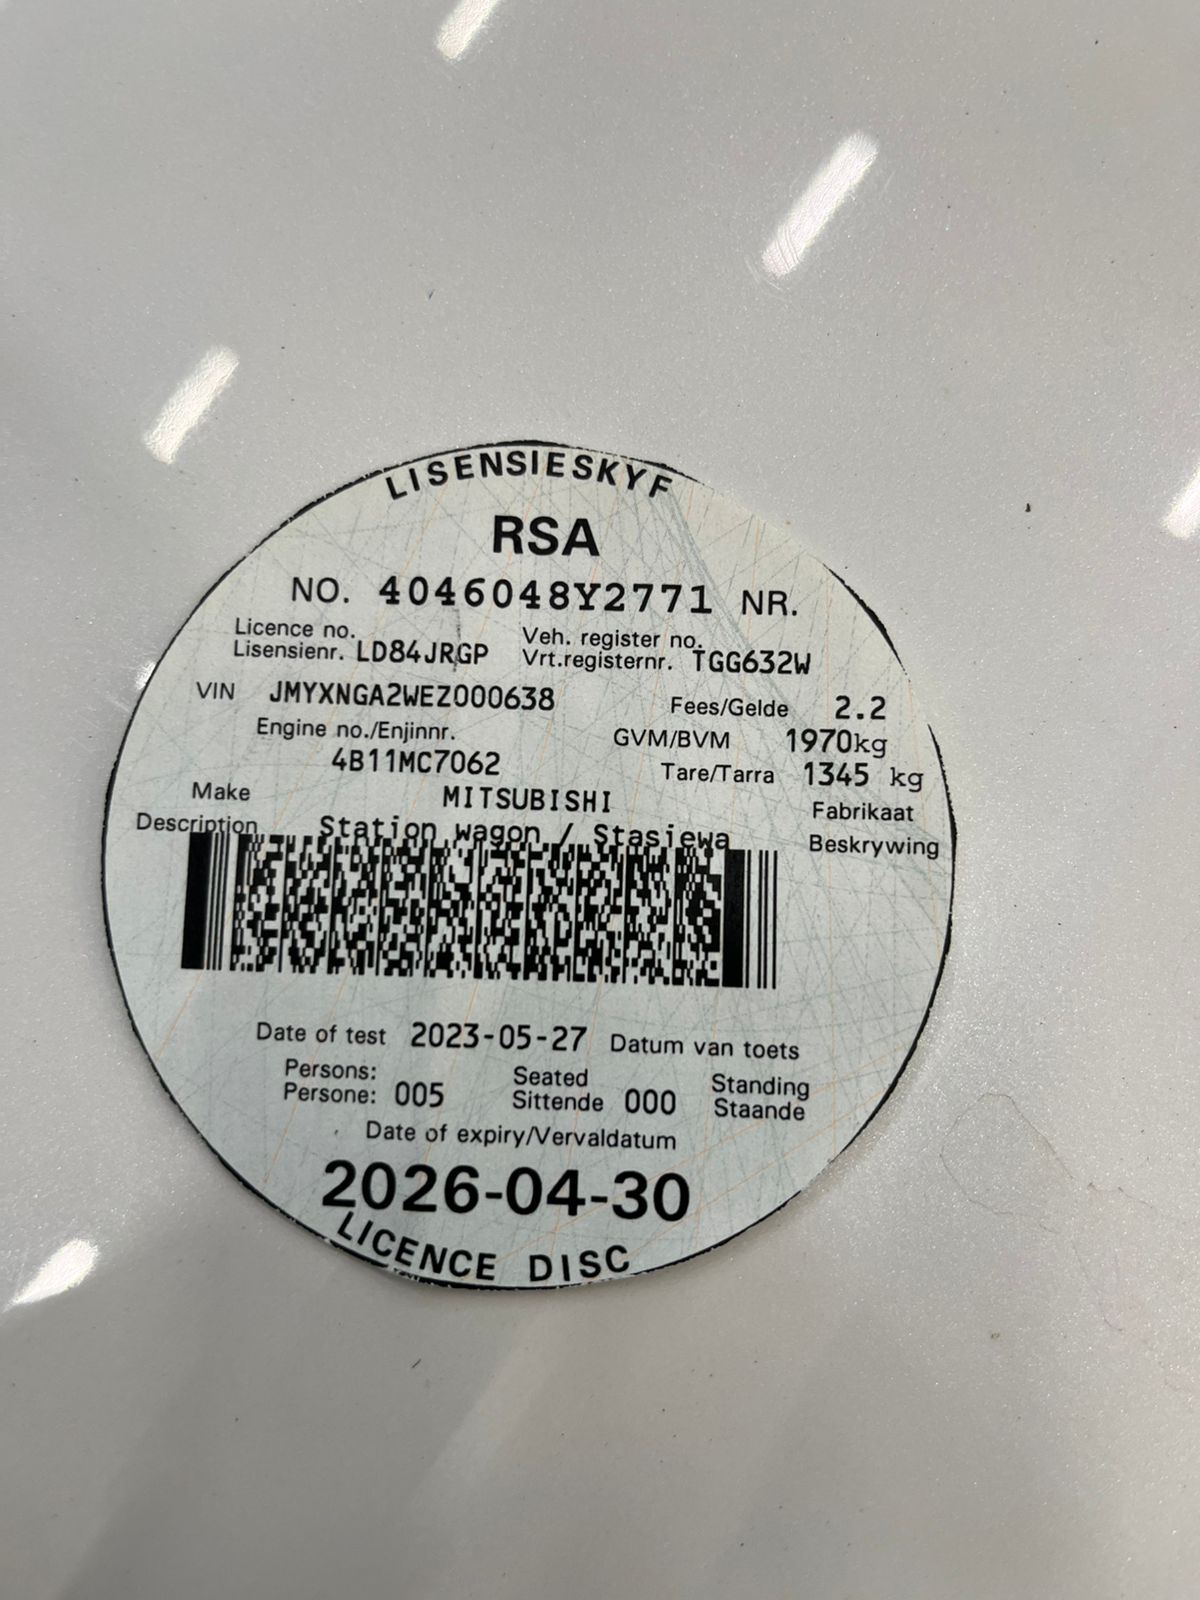 LISENSIESKYF
RSA
NO. 4046048Y2771 NR.
Licence no. Veh. register no.
Lisensienr. LD84JRGP Vrt.registernr. TGG632W
VIN JMYXNGA2WEZ000638 Fees/Gelde 2.2
Engine no./Enjinnr. GVM/BVM 1970kg
4B11MC7062 Tare/Tarra 1345 kg
Make MITSUBISHI Fabrikaat
Description Station wagon / Stasiewa Beskrywing
Date of test 2023-05-27 Datum van toets
Persons: Seated Standing
Persone: 005 Sittende 000 Staande
Date of expiry/Vervaldatum
2026-04-30
LICENCE DISC